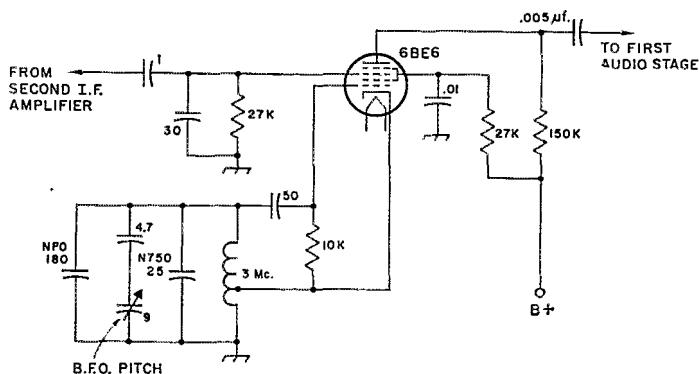 .005 µf.
6BE6
TO FIRST
AUDIO STAGE
FROM
SECOND I.F.
AMPLIFIER
1
30
27K
.01
27K
150K
50
NPO
180
4.7
N750
25
3 Mc.
10K
9
B+
B.F.O. PITCH